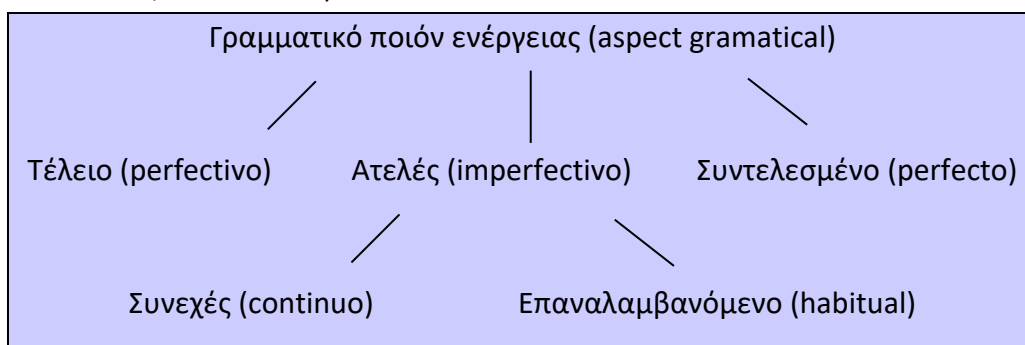 Γραμματικό ποιόν ενέργειας (aspect gramatical)
Τέλειο (perfectivo) Ατελές (imperfectivo) Συντελεσμένο (perfecto)
Συνεχές (continuo) Επαναλαμβανόμενο (habitual)